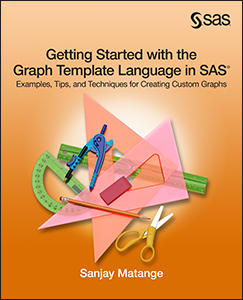 sas
Getting Started with the
Graph Template Language in SAS®
Examples, Tips, and Techniques for Creating Custom Graphs
Sanjay Matange